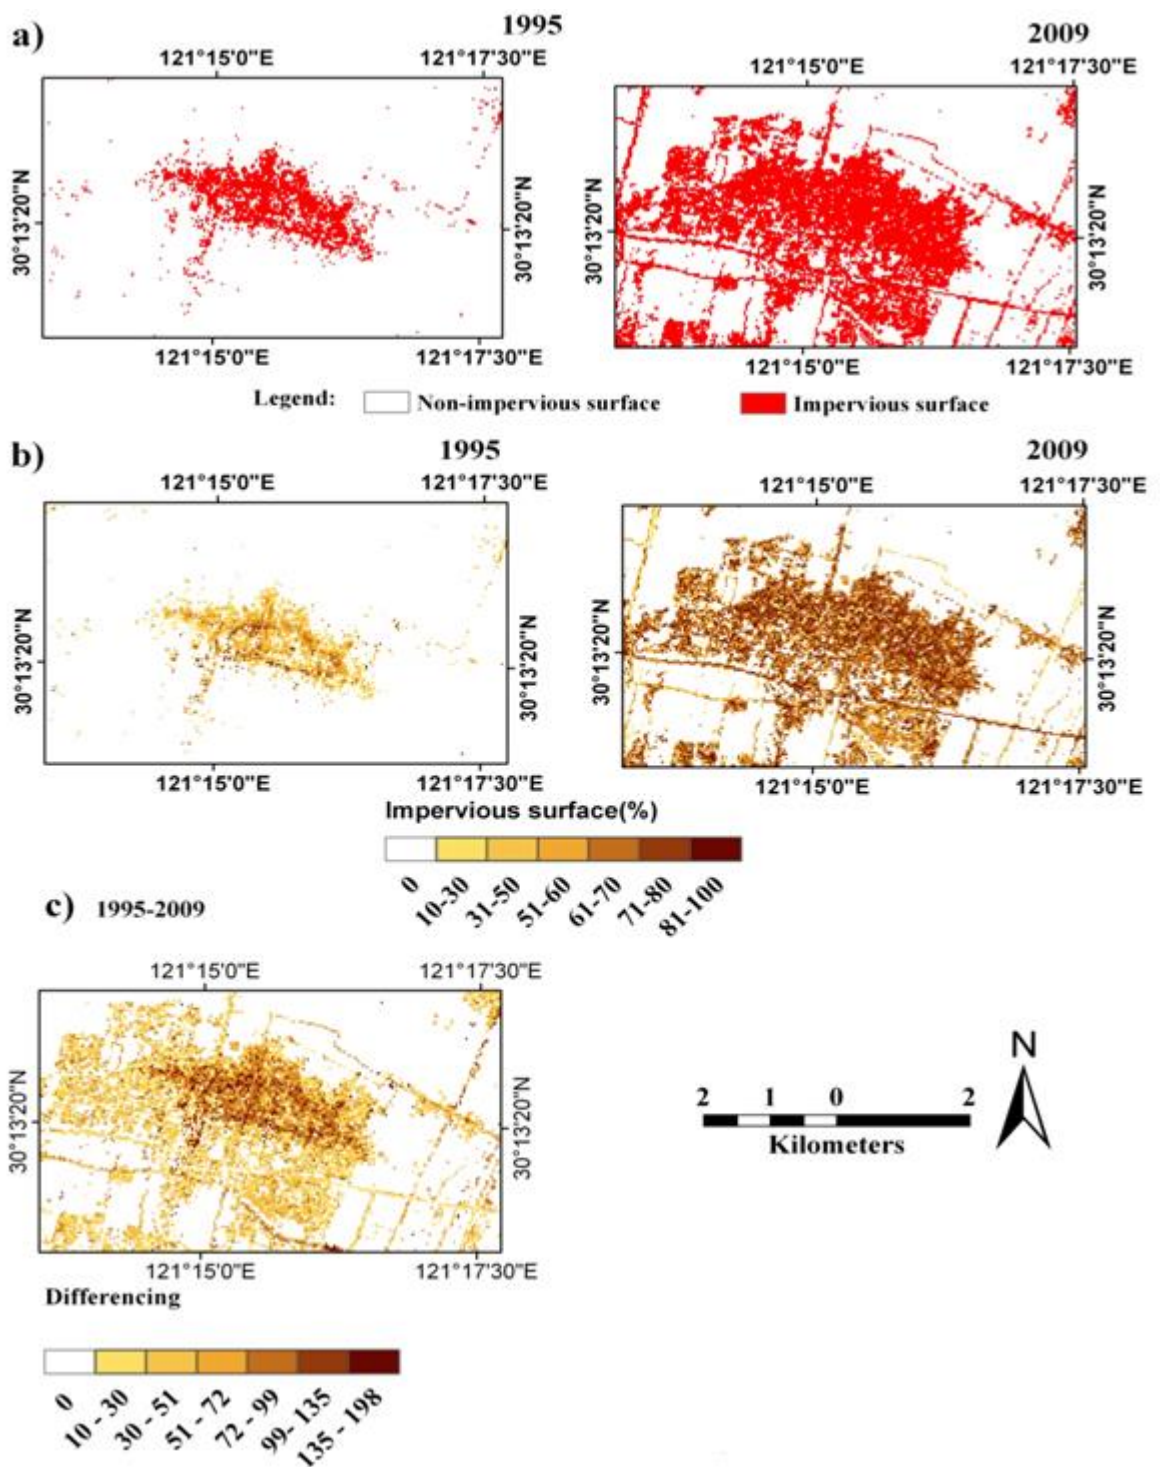 a)
1995
2009
121°15'0"E
121°17'30"E
121°15'0"E
121°17'30"E
30°13'20"N
30°13'20"N
30°13'20"N
30°13'20"N
121°15'0"E
121°17'30"E
121°15'0"E
121°17'30"E
Legend:
Non-impervious surface
Impervious surface
b)
1995
2009
121°15'0"E
121°17'30"E
121°15'0"E
121°17'30"E
30°13'20"N
30°13'20"N
30°13'20"N
30°13'20"N
121°15'0"E
121°17'30"E
121°15'0"E
121°17'30"E
Impervious surface(%)
0
10-30
31-50
51-60
61-70
71-80
81-100
c) 1995-2009
121°15'0"E
121°17'30"E
30°13'20"N
30°13'20"N
121°15'0"E
121°17'30"E
N
2 1 0 2
Kilometers
Differencing
0
10 - 30
30 - 51
51 - 72
72 - 99
99- 135
135 - 198